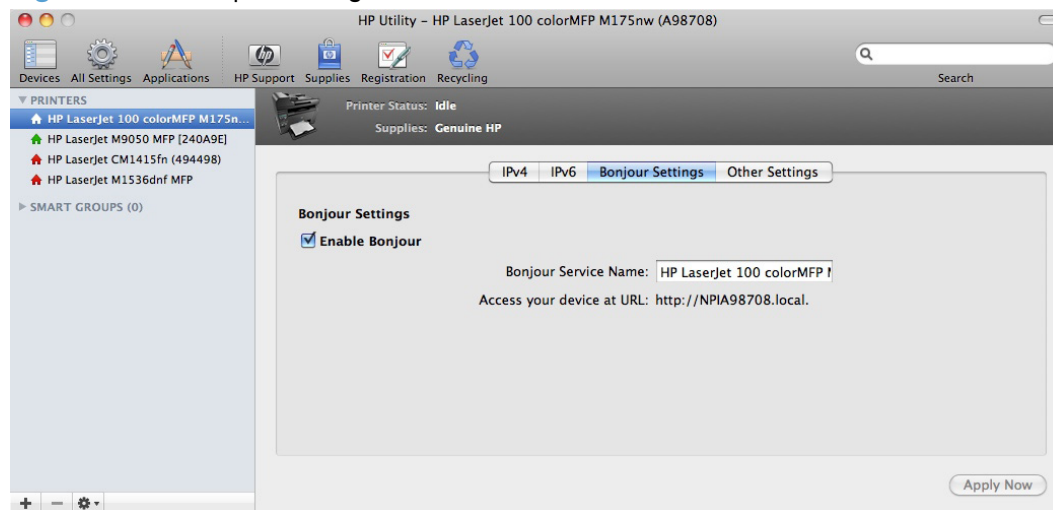 HP Utility – HP LaserJet 100 colorMFP M175nw (A98708)
Devices All Settings Applications HP Support Supplies Registration Recycling Search
PRINTERS
HP LaserJet 100 colorMFP M175n...
HP LaserJet M9050 MFP [240A9E]
HP LaserJet CM1415fn (494498)
HP LaserJet M1536dnf MFP
SMART GROUPS (0)
Printer Status: Idle
Supplies: Genuine HP
IPv4 IPv6 Bonjour Settings Other Settings
Bonjour Settings
Enable Bonjour
Bonjour Service Name: HP LaserJet 100 colorMFP
Access your device at URL: http://NPIA98708.local.
Apply Now